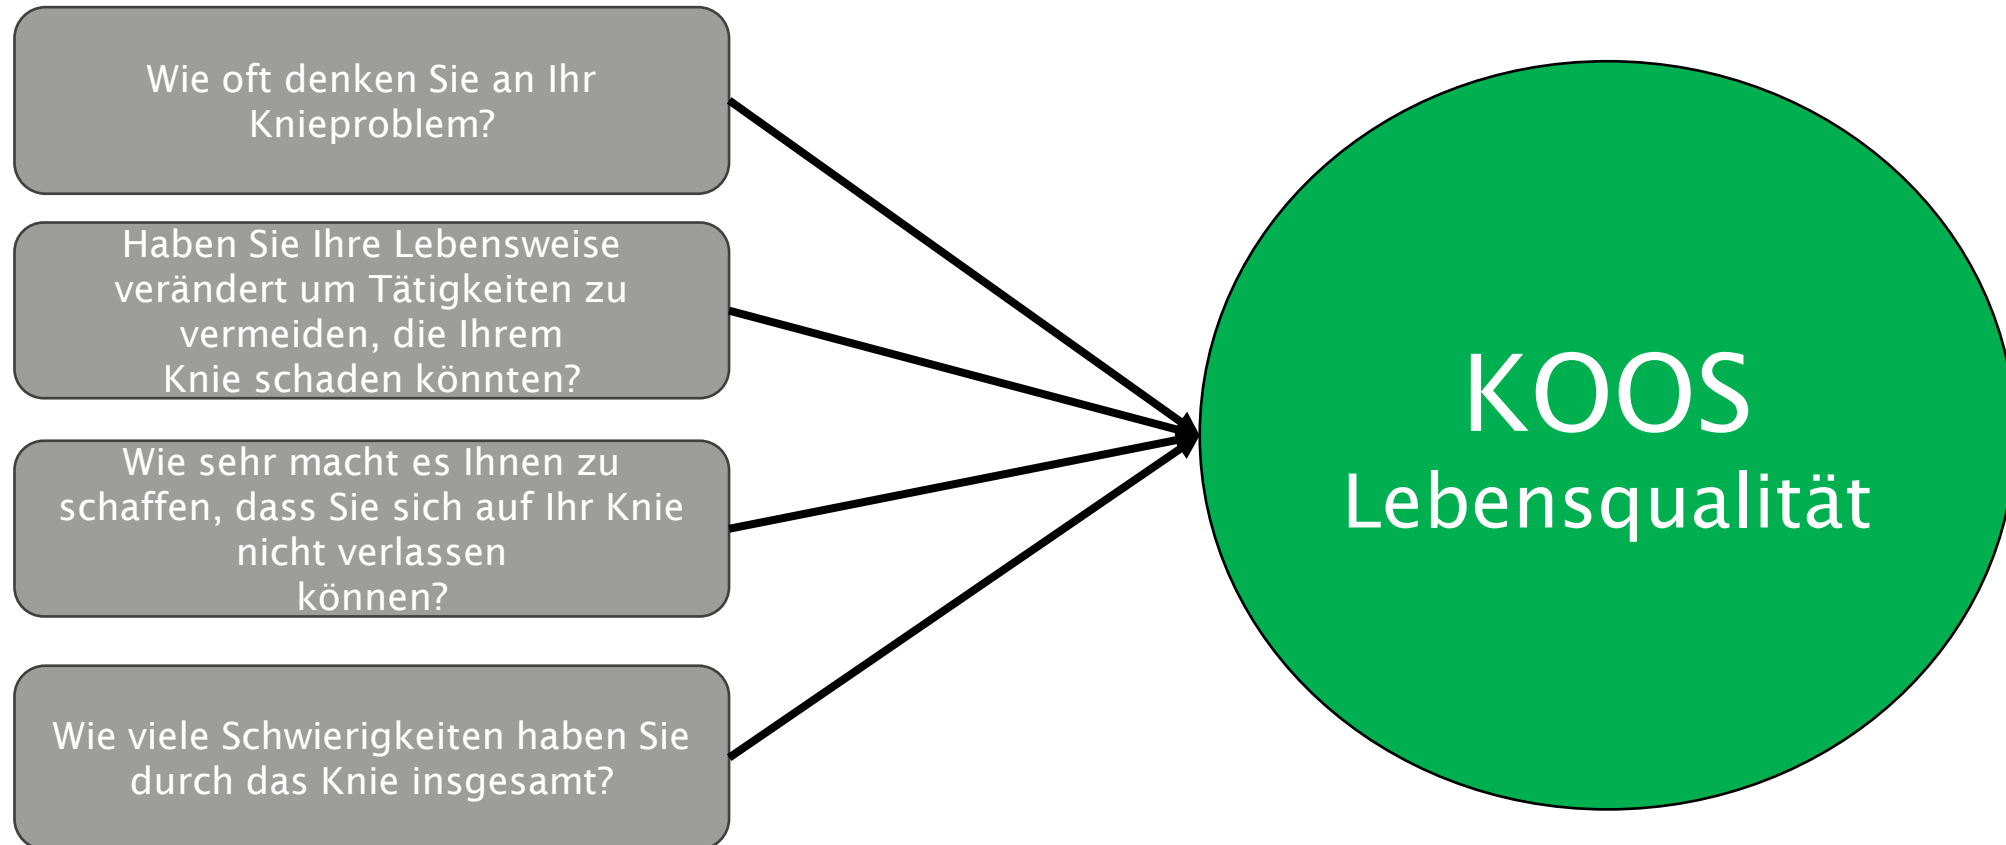 Wie oft denken Sie an Ihr
Knieproblem?
Haben Sie Ihre Lebensweise
verändert um Tätigkeiten zu
vermeiden, die Ihrem
Knie schaden könnten?
Wie sehr macht es Ihnen zu
schaffen, dass Sie sich auf Ihr Knie
nicht verlassen
können?
Wie viele Schwierigkeiten haben Sie
durch das Knie insgesamt?
KOOS
Lebensqualität